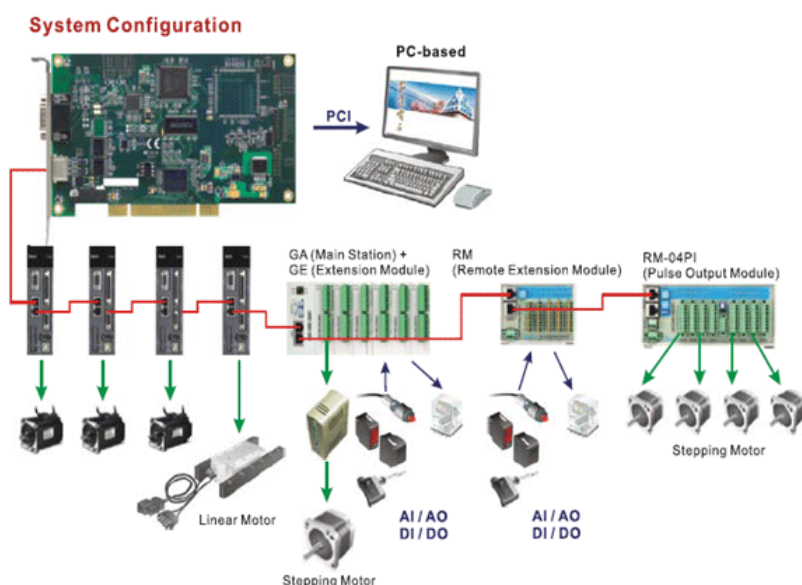 System Configuration
PC-based
PCI
GA (Main Station) +
GE (Extension Module)
RM
(Remote Extension Module)
RM-04PI
(Pulse Output Module)
Linear Motor
Stepping Motor
AI / AO
DI / DO
AI / AO
DI / DO
Stepping Motor